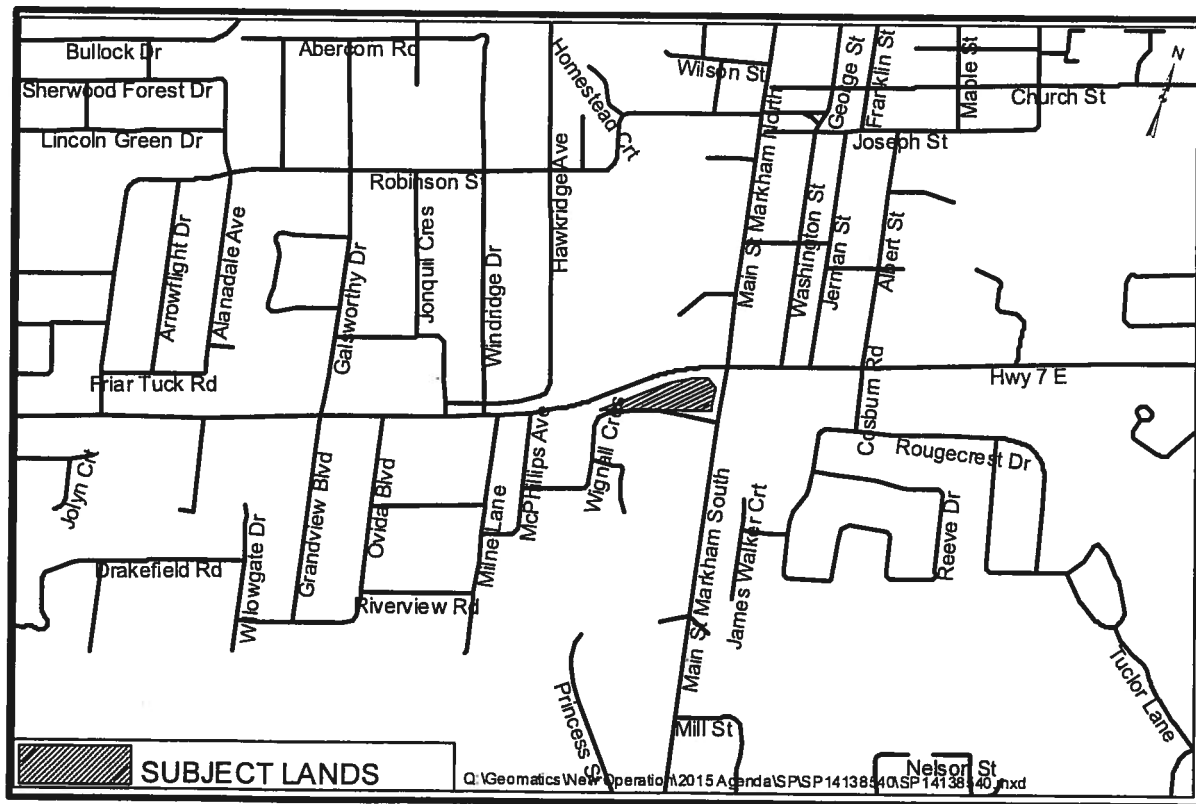 Bullock Dr
Abercorn Rd
Homestead Crt
Wilson St
George St
Franklin St
Maple St
N
Sherwood Forest Dr
Church St
Lincoln Green Dr
Joseph St
Robinson S
Hawkridge Ave
Main St Markham North
Arrowflight Dr
Alanadale Ave
Galsworthy Dr
Jonquil Cres
Windridge Dr
Washington St
Jerman St
Albert St
Friar Tuck Rd
Hwy 7 E
Cosburn Rd
Rougecrest Dr
Jolyn Crt
Willowgate Dr
Grandview Blvd
Ovida Blvd
Milne Lane
McPhillips Ave
Wignall Cres
Main St Markham South
James Walker Crt
Reeve Dr
Drakefield Rd
Riverview Rd
Tuclor Lane
Princess S
Mill St
Nelson St
SUBJECT LANDS
Q:\Geomatics\New Operation\2015 Agenda\SP\SP14138540\SP14138540.mxd